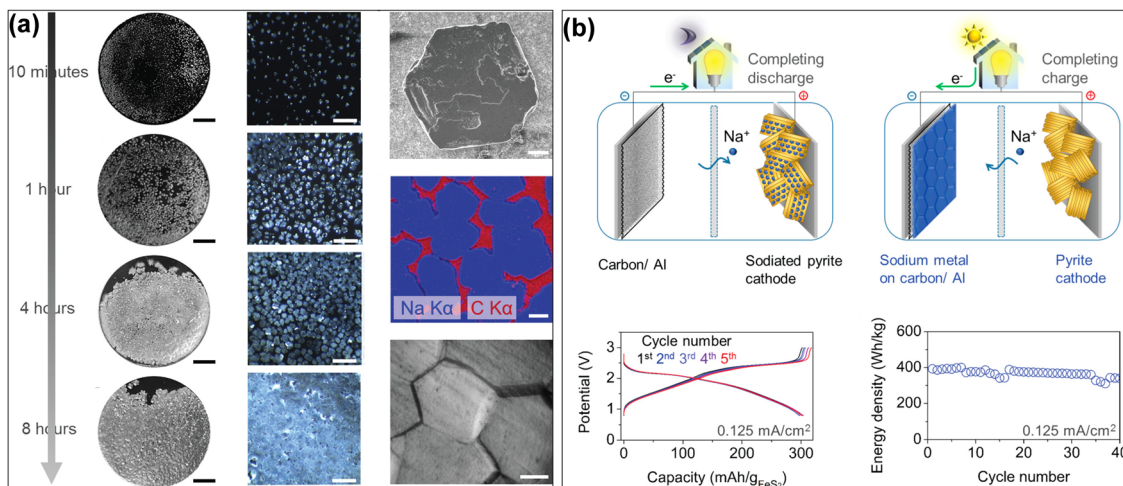 (a)
10 minutes
1 hour
4 hours
8 hours
Na Kα C Kα
(b)
Completing
discharge
e-
Na+
Carbon/ Al
Sodiated pyrite
cathode
Completing
charge
e-
Na+
Sodium metal
on carbon/ Al
Pyrite
cathode
Cycle number
1st 2nd 3rd 4th 5th
Potential (V)
4
3
2
1
0
0.125 mA/cm²
0 100 200 300
Capacity (mAh/gFeS₂)
Energy density (Wh/kg)
600
400
200
0
0.125 mA/cm²
0 10 20 30 40
Cycle number